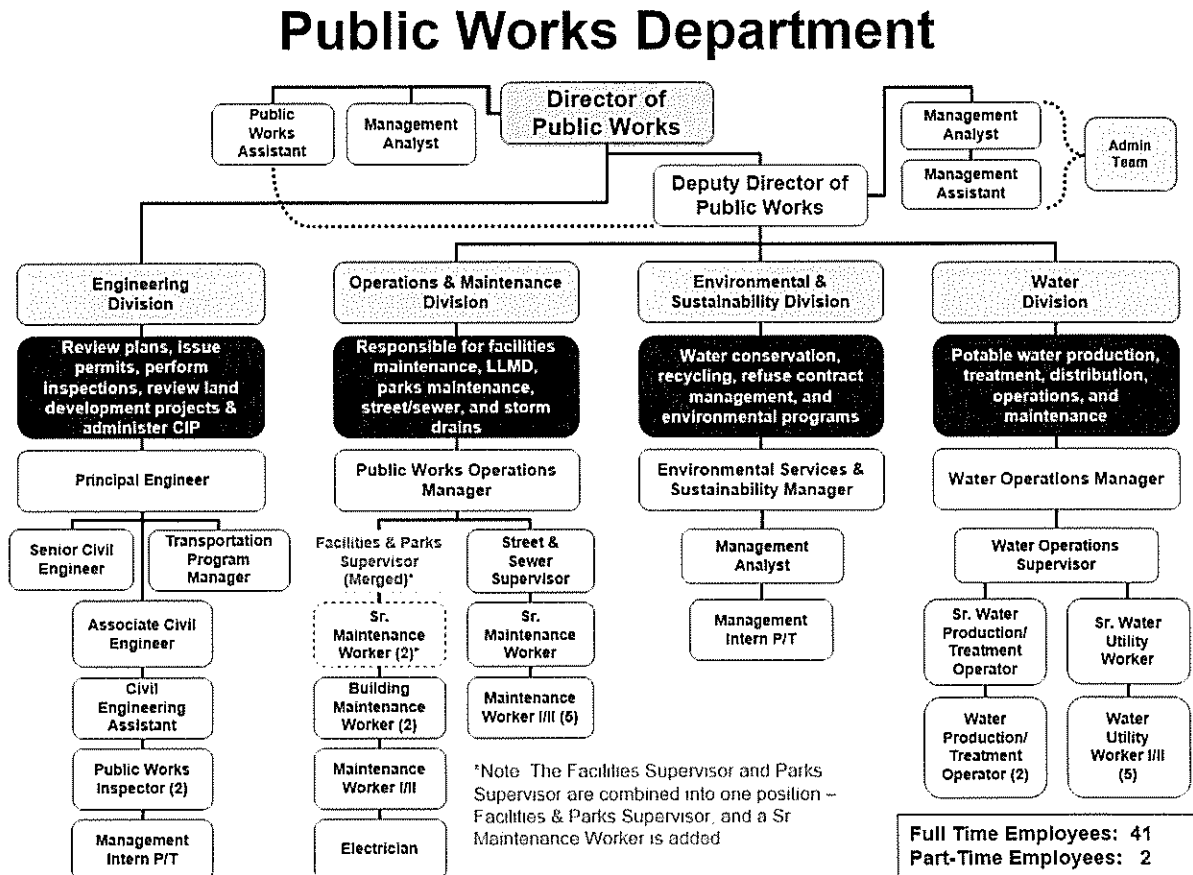 Public Works Department
Director of
Public Works
Public
Works
Assistant
Management
Analyst
Management
Analyst
Management
Assistant
Admin
Team
Deputy Director of
Public Works
Engineering
Division
Operations & Maintenance
Division
Environmental &
Sustainability Division
Water
Division
Review plans, issue
permits, perform
inspections, review land
development projects &
administer CIP
Responsible for facilities
maintenance, LLMD,
parks maintenance,
street/sewer, and storm
drains
Water conservation,
recycling, refuse contract
management, and
environmental programs
Potable water production,
treatment, distribution,
operations, and
maintenance
Principal Engineer
Public Works Operations
Manager
Environmental Services &
Sustainability Manager
Water Operations Manager
Senior Civil
Engineer
Transportation
Program
Manager
Facilities & Parks
Supervisor
(Merged)*
Street &
Sewer
Supervisor
Management
Analyst
Water Operations
Supervisor
Associate Civil
Engineer
Sr.
Maintenance
Worker (2)*
Sr.
Maintenance
Worker
Management
Intern P/T
Sr. Water
Production/
Treatment
Operator
Sr. Water
Utility
Worker
Civil
Engineering
Assistant
Building
Maintenance
Worker (2)
Maintenance
Worker I/II (5)
Water
Production/
Treatment
Operator (2)
Water
Utility
Worker I/II
(5)
Public Works
Inspector (2)
Maintenance
Worker I/II
Management
Intern P/T
Electrician
*Note The Facilities Supervisor and Parks
Supervisor are combined into one position –
Facilities & Parks Supervisor, and a Sr
Maintenance Worker is added
Full Time Employees: 41
Part-Time Employees: 2